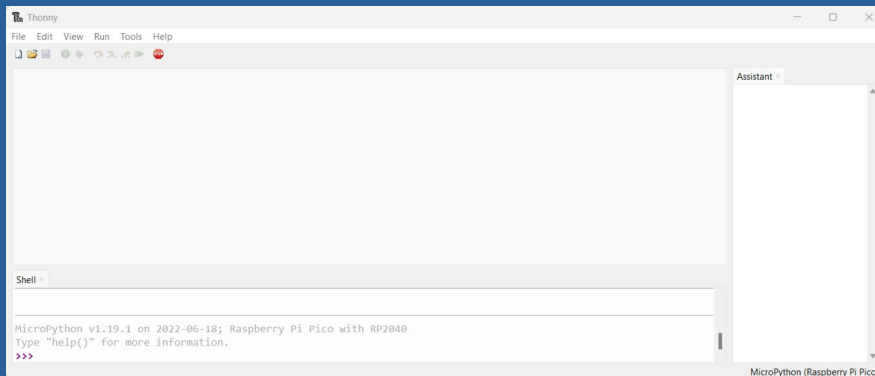 Thonny
File Edit View Run Tools Help
STOP
Assistant
Shell
MicroPython v1.19.1 on 2022-06-18; Raspberry Pi Pico with RP2040
Type "help()" for more information.
>>>
MicroPython (Raspberry Pi Pico